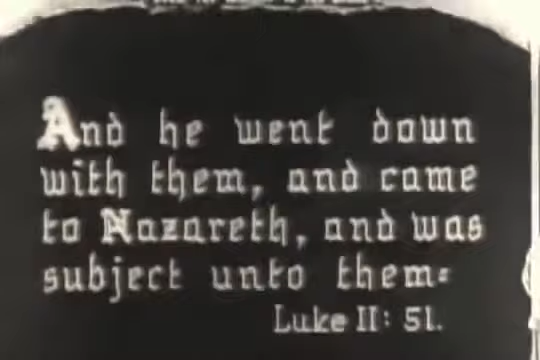 And he went down
with them, and came
to Nazareth, and was
subject unto them:
Luke II: 51.